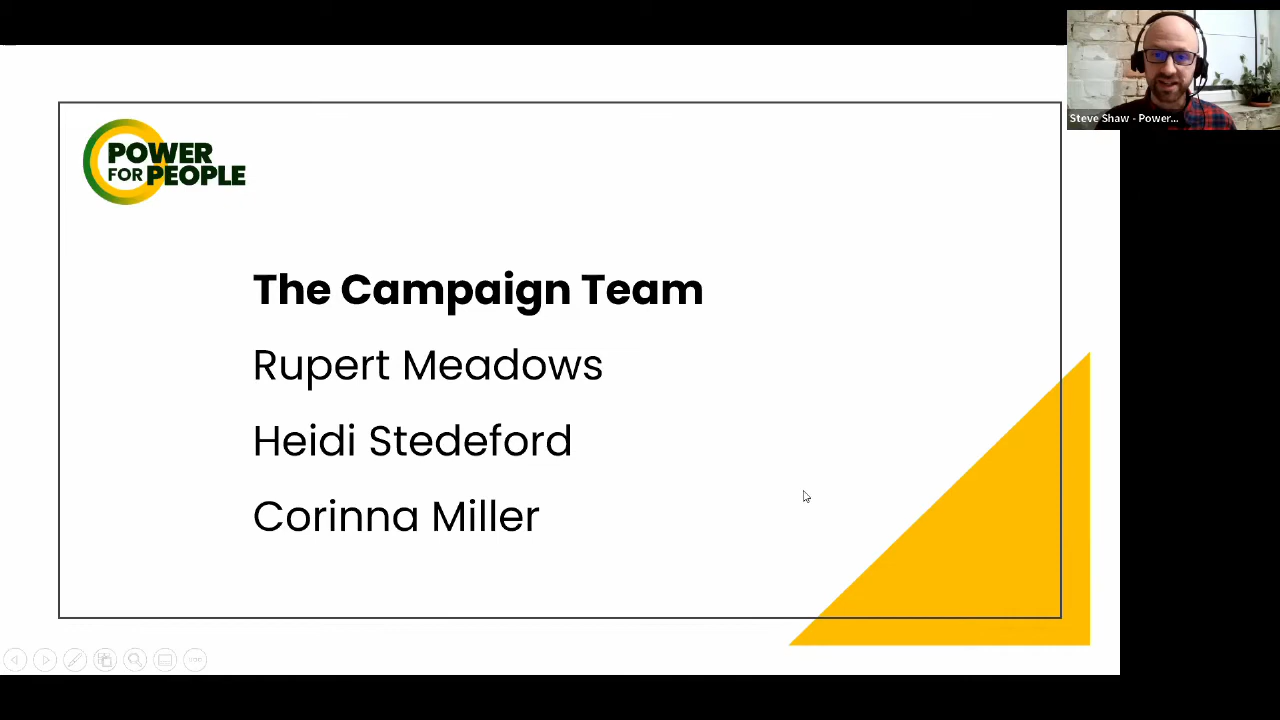 POWER
FOR PEOPLE
Steve Shaw - Power...
The Campaign Team
Rupert Meadows
Heidi Stedeford
Corinna Miller